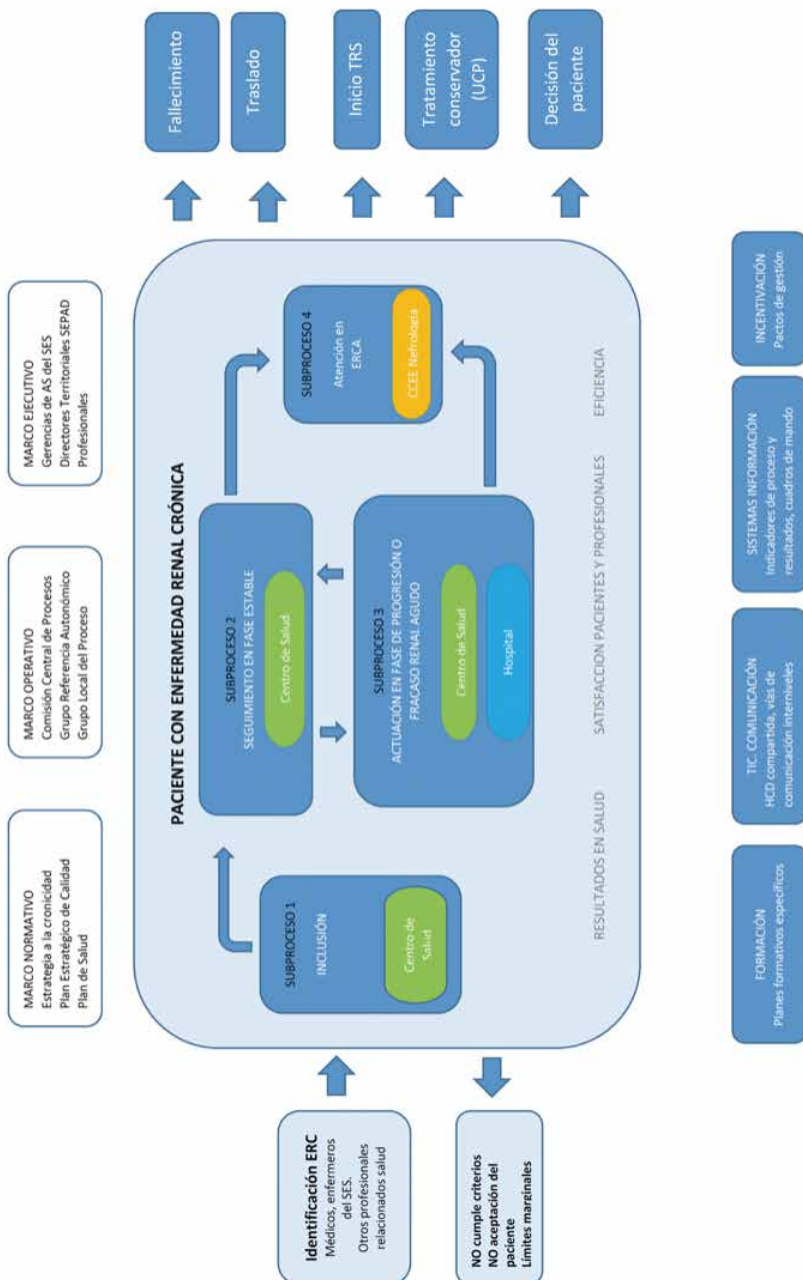 MARCO NORMATIVO
Estrategia a la cronicidad
Plan Estratégico de Calidad
Plan de Salud
MARCO OPERATIVO
Comisión Central de Procesos
Grupo Referencia Autonómico
Grupo Local del Proceso
MARCO EJECUTIVO
Gerencias de AS del SES
Directores Territoriales SEPAD
Profesionales
Identificación ERC
Médicos, enfermeros
del SES.
Otros profesionales
relacionados salud
NO cumple criterios
NO aceptación del
paciente
Límites marginales
PACIENTE CON ENFERMEDAD RENAL CRÓNICA
SUBPROCESO 1
INCLUSIÓN
Centro de
Salud
SUBPROCESO 2
SEGUIMIENTO EN FASE ESTABLE
Centro de Salud
SUBPROCESO 3
ACTUACIÓN EN FASE DE PROGRESIÓN O
FRACASO RENAL AGUDO
Centro de Salud
Hospital
SUBPROCESO 4
Atención en
ERCA
CCEE Nefrología
RESULTADOS EN SALUD
SATISFACCION PACIENTES Y PROFESIONALES
EFICIENCIA
Fallecimiento
Traslado
Inicio TRS
Tratamiento
conservador
(UCP)
Decisión del
paciente
FORMACIÓN
Planes formativos específicos
TIC. COMUNICACIÓN
HCD compartida, vías de
comunicación interniveles
SISTEMAS INFORMACIÓN
Indicadores de proceso y
resultados, cuadros de mando
INCENTIVACIÓN
Pactos de gestión